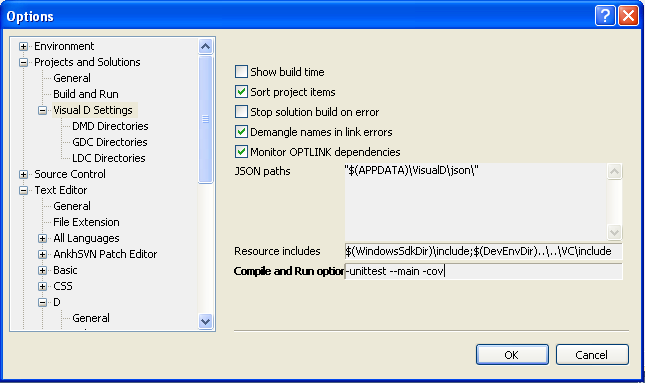 Options
Environment
Projects and Solutions
General
Build and Run
Visual D Settings
DMD Directories
GDC Directories
LDC Directories
Source Control
Text Editor
General
File Extension
All Languages
AnkhSVN Patch Editor
Basic
CSS
D
General
Show build time
Sort project items
Stop solution build on error
Demangle names in link errors
Monitor OPTLINK dependencies
JSON paths
"$(APPDATA)\VisualD\json\"
Resource includes
$(WindowsSdkDir)\include;$(DevEnvDir)..\..\VC\include
Compile and Run option
-unittest --main -cov
OK
Cancel